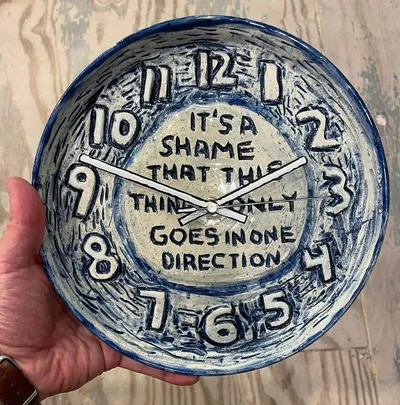 12
11
1
10
2
9
3
8
4
7
5
6
IT'S A
SHAME
THAT THIS
THING ONLY
GOES IN ONE
DIRECTION